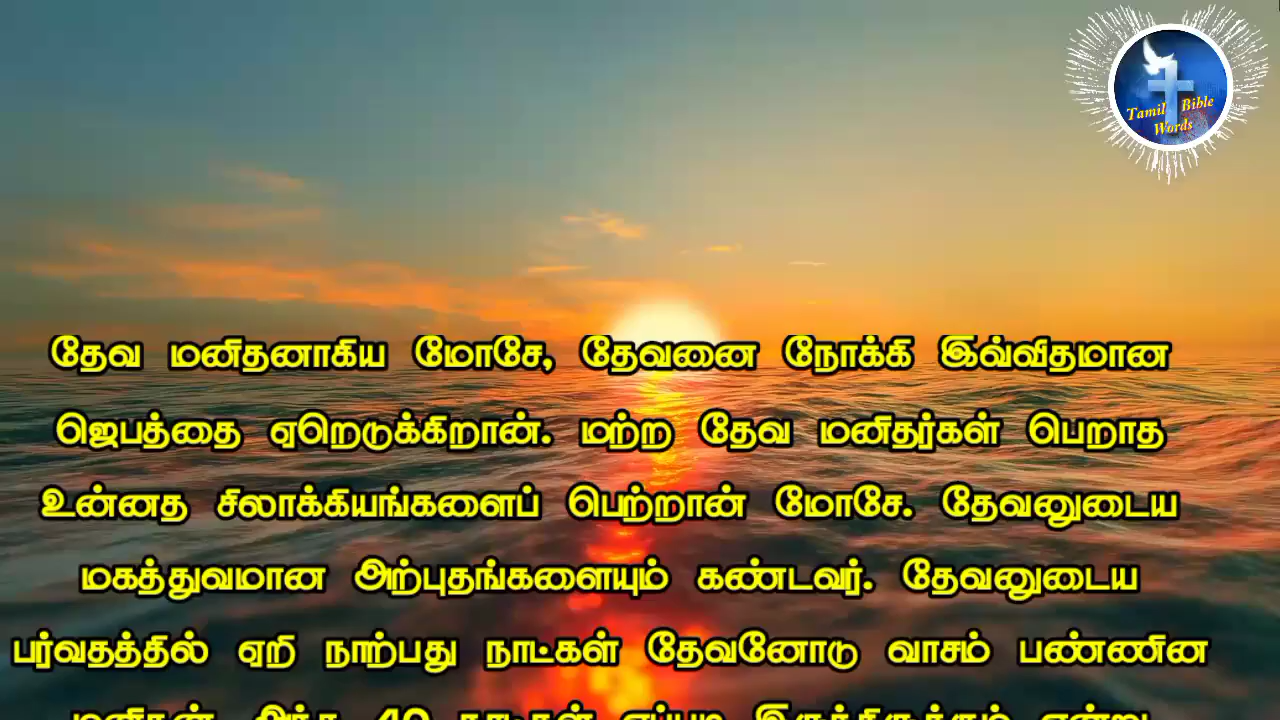 Tamil Bible
Words
தேவ மனிதனாகிய மோசே, தேவனை நோக்கி இவ்விதமான
ஜெபத்தை ஏறெடுக்கிறான். மற்ற தேவ மனிதர்கள் பெறாத
உன்னத சிலாக்கியங்களைப் பெற்றான் மோசே. தேவனுடைய
மகத்துவமான அற்புதங்களையும் கண்டவர். தேவனுடைய
பர்வதத்தில் ஏறி நாற்பது நாட்கள் தேவனோடு வாசம் பண்ணின